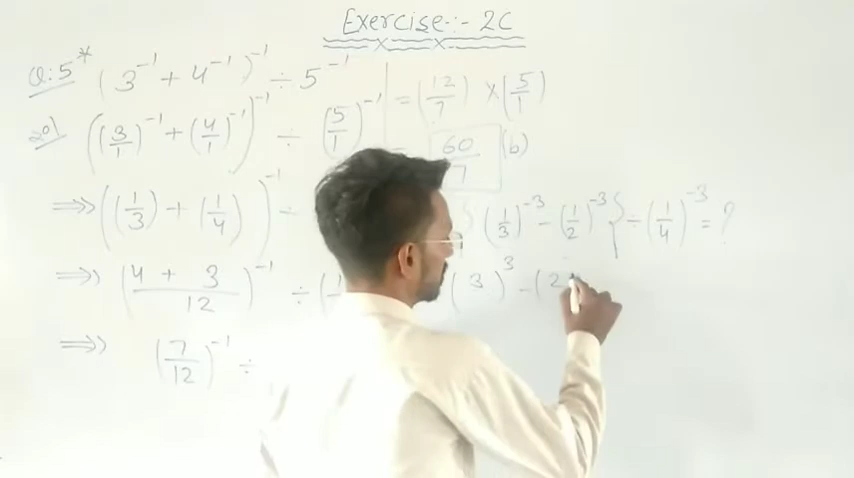 Exercise:- 2C
Q:5* (3⁻¹ + 4⁻¹)⁻¹ ÷ 5⁻¹
((3/1)⁻¹ + (4/1)⁻¹)⁻¹ ÷ (5/1)⁻¹
⇒ ((1/3) + (1/4))⁻¹ ÷
⇒ (4 + 3/12)⁻¹ ÷ (1
⇒ (7/12)⁻¹ ÷
= (12/7) × (5/1)
60/7 (b)
(1/3)⁻³ - (1/2)⁻³} ÷ (1/4)⁻³ = ?
(3)³ - (2